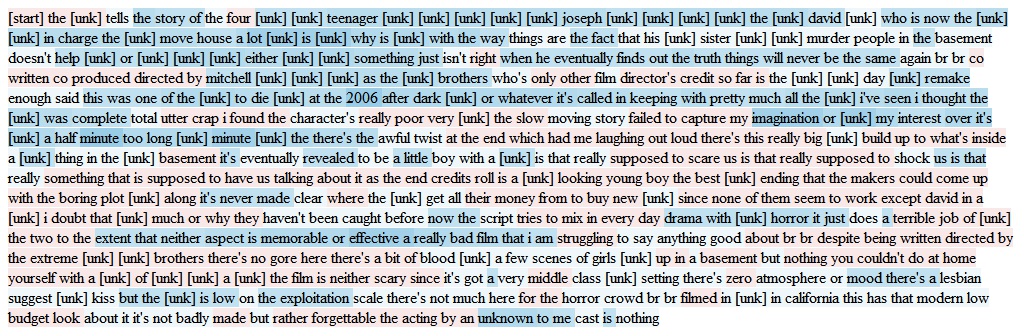 [start] the [unk] tells the story of the four [unk] [unk] teenager [unk] [unk] [unk] [unk] [unk] joseph [unk] [unk] [unk] [unk] the [unk] david [unk] who is now the [unk]
[unk] in charge the [unk] move house a lot [unk] is [unk] why is [unk] with the way things are the fact that his [unk] sister [unk] [unk] murder people in the basement
doesn't help [unk] or [unk] [unk] either [unk] [unk] something just isn't right when he eventually finds out the truth things will never be the same again br br co
written co produced directed by mitchell [unk] [unk] [unk] as the [unk] brothers who's only other film director's credit so far is the [unk] [unk] day [unk] remake
enough said this was one of the [unk] to die [unk] at the 2006 after dark [unk] or whatever it's called in keeping with pretty much all the [unk] i've seen i thought the
[unk] was complete total utter crap i found the character's really poor very [unk] the slow moving story failed to capture my imagination or [unk] my interest over it's
[unk] a half minute too long [unk] minute [unk] the there's the awful twist at the end which had me laughing out loud there's this really big [unk] build up to what's inside
a [unk] thing in the [unk] basement it's eventually revealed to be a little boy with a [unk] is that really supposed to scare us is that really supposed to shock us is that
really something that is supposed to have us talking about it as the end credits roll is a [unk] looking young boy the best [unk] ending that the makers could come up
with the boring plot [unk] along it's never made clear where the [unk] get all their money from to buy new [unk] since none of them seem to work except david in a
[unk] i doubt that [unk] much or why they haven't been caught before now the script tries to mix in every day drama with [unk] horror it just does a terrible job of [unk]
the two to the extent that neither aspect is memorable or effective a really bad film that i am struggling to say anything good about br br despite being written directed by
the extreme [unk] [unk] brothers there's no gore here there's a bit of blood [unk] a few scenes of girls [unk] up in a basement but nothing you couldn't do at home
yourself with a [unk] of [unk] [unk] a [unk] the film is neither scary since it's got a very middle class [unk] setting there's zero atmosphere or mood there's a lesbian
suggest [unk] kiss but the [unk] is low on the exploitation scale there's not much here for the horror crowd br br filmed in [unk] in california this has that modern low
budget look about it it's not badly made but rather forgettable the acting by an unknown to me cast is nothing